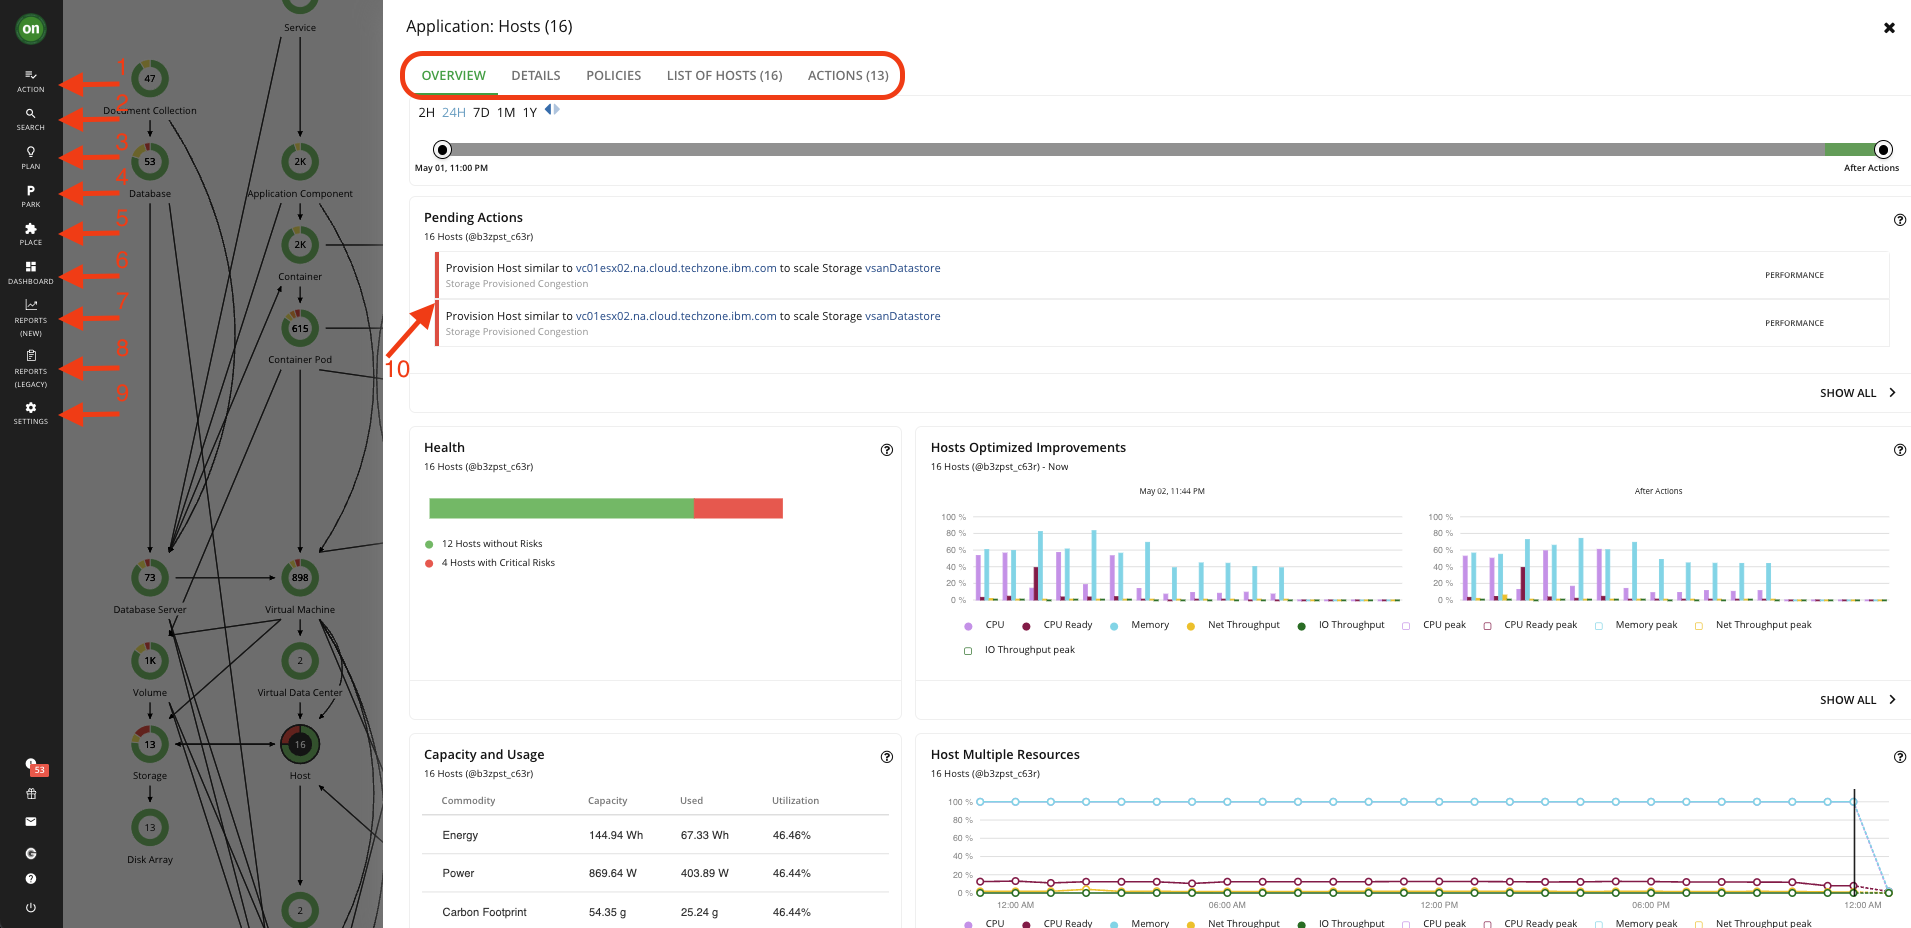 on
ACTION
SEARCH
PLAN
PARK
PLACE
DASHBOARD
REPORTS
(NEW)
REPORTS
(LEGACY)
SETTINGS
53
1
2
3
4
5
6
7
8
9
10
Service
47
Document Collection
53
Database
2K
Application Component
2K
Container
615
Container Pod
73
Database Server
898
Virtual Machine
1K
Volume
2
Virtual Data Center
13
Storage
16
Host
13
Disk Array
2
Application: Hosts (16)
OVERVIEW DETAILS POLICIES LIST OF HOSTS (16) ACTIONS (13)
2H 24H 7D 1M 1Y
May 01, 11:00 PM After Actions
Pending Actions
16 Hosts (@b3zpst_c63r)
Provision Host similar to vc01esx02.na.cloud.techzone.ibm.com to scale Storage vsanDatastore
Storage Provisioned Congestion
PERFORMANCE
Provision Host similar to vc01esx02.na.cloud.techzone.ibm.com to scale Storage vsanDatastore
Storage Provisioned Congestion
PERFORMANCE
SHOW ALL
Health
16 Hosts (@b3zpst_c63r)
12 Hosts without Risks
4 Hosts with Critical Risks
Hosts Optimized Improvements
16 Hosts (@b3zpst_c63r) - Now
May 02, 11:44 PM
100 %
80 %
60 %
40 %
20 %
0 %
After Actions
100 %
80 %
60 %
40 %
20 %
0 %
CPU CPU Ready Memory Net Throughput IO Throughput CPU peak CPU Ready peak Memory peak Net Throughput peak
IO Throughput peak
SHOW ALL
Capacity and Usage
16 Hosts (@b3zpst_c63r)
Commodity Capacity Used Utilization
Energy 144.94 Wh 67.33 Wh 46.46%
Power 869.64 W 403.89 W 46.44%
Carbon Footprint 54.35 g 25.24 g 46.44%
Host Multiple Resources
16 Hosts (@b3zpst_c63r)
100 %
80 %
60 %
40 %
20 %
0 %
12:00 AM 06:00 AM 12:00 PM 06:00 PM 12:00 AM
CPU CPU Ready Memory Net Throughput IO Throughput CPU peak CPU Ready peak Memory peak Net Throughput peak